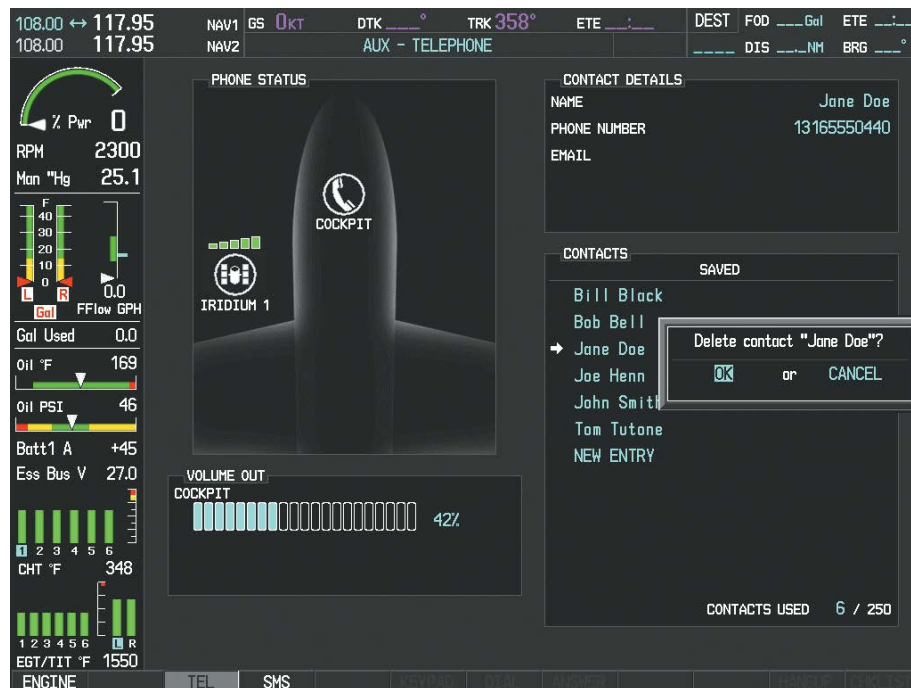 108.00 ↔ 117.95 NAV1 GS 0KT DTK ___° TRK 358° ETE __:__ DEST FOD ___Gal ETE __:__
108.00 117.95 NAV2 AUX - TELEPHONE ____ DIS __._NM BRG ___°
% Pwr 0
RPM 2300
Man "Hg 25.1
F
40
30
20
10
0
L R
Gal
0.0
FFlow GPH
Gal Used 0.0
Oil °F 169
Oil PSI 46
Batt1 A +45
Ess Bus V 27.0
1 2 3 4 5 6
CHT °F 348
1 2 3 4 5 6 L R
EGT/TIT °F 1550
PHONE STATUS
COCKPIT
IRIDIUM 1
VOLUME OUT
COCKPIT
42%
CONTACT DETAILS
NAME Jane Doe
PHONE NUMBER 13165550440
EMAIL
CONTACTS
SAVED
Bill Black
Bob Bell
Jane Doe
Joe Henn
John Smith
Tom Tutone
NEW ENTRY
Delete contact "Jane Doe"?
OK or CANCEL
CONTACTS USED 6 / 250
ENGINE TEL SMS KEYPAD DIAL ANSWER HANGUP CHKLIST